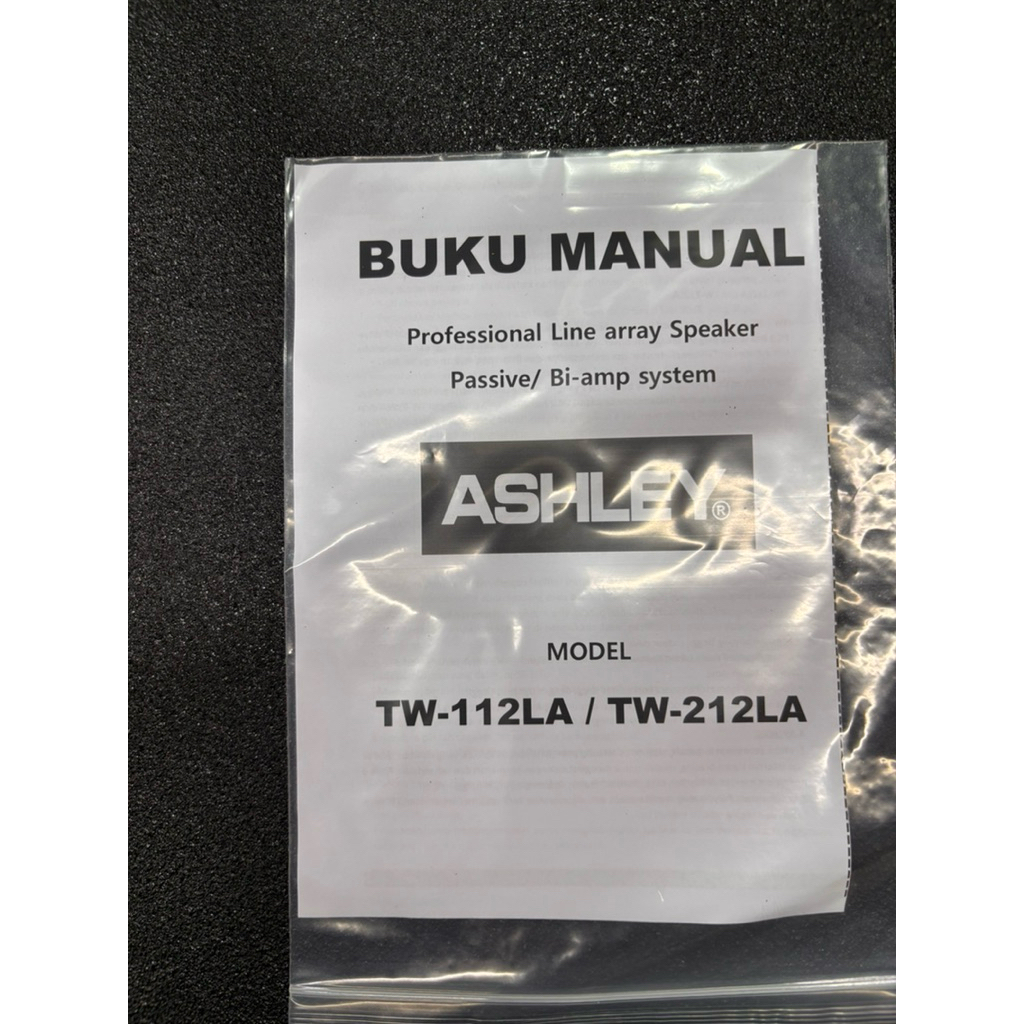 BUKU MANUAL
Professional Line array Speaker
Passive/ Bi-amp system
ASHLEY®
MODEL
TW-112LA / TW-212LA